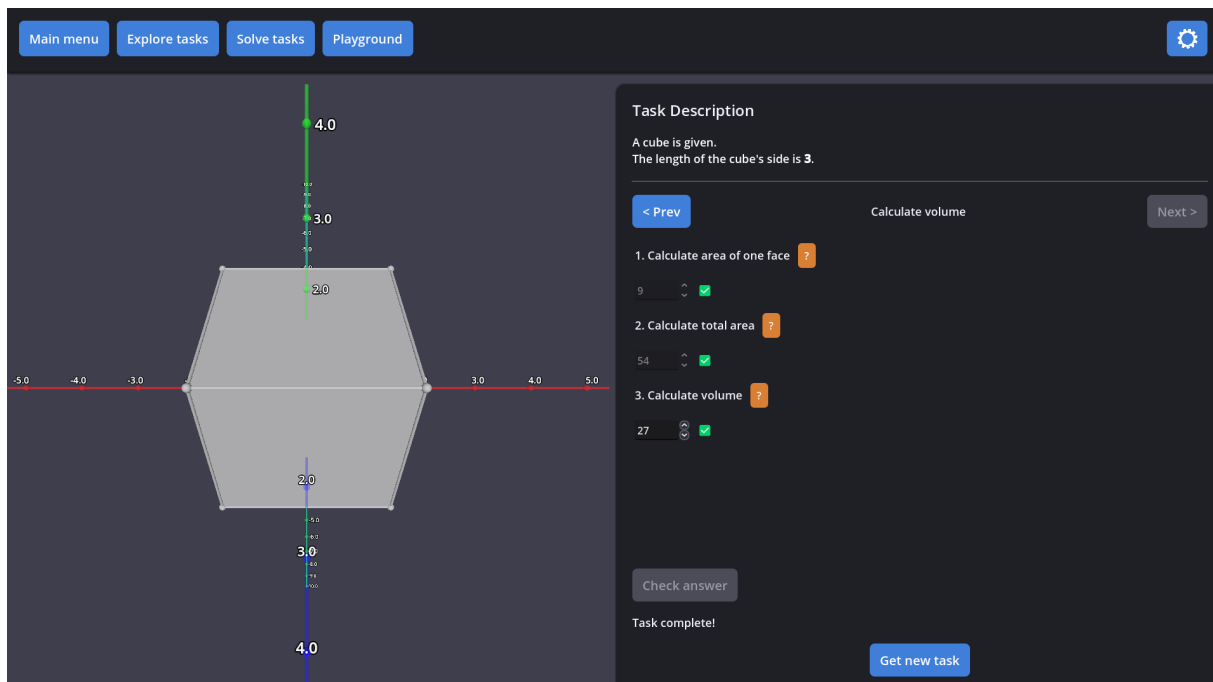 Main menu
Explore tasks
Solve tasks
Playground
4.0
3.0
2.0
-5.0 -4.0 -3.0 3.0 4.0 5.0
2.0
3.0
4.0
Task Description
A cube is given.
The length of the cube's side is 3.
< Prev
Calculate volume
Next >
1. Calculate area of one face ?
9
2. Calculate total area ?
54
3. Calculate volume ?
27
Check answer
Task complete!
Get new task